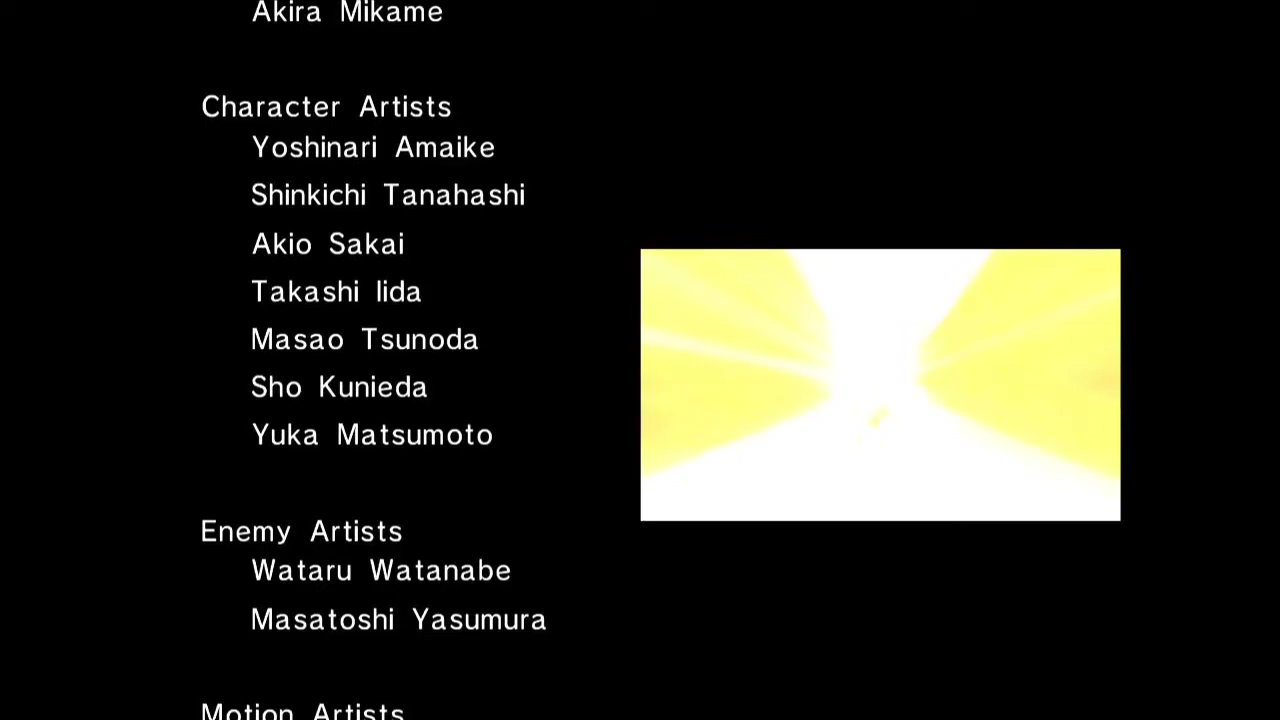 Akira Mikame
Character Artists
Yoshinari Amaike
Shinkichi Tanahashi
Akio Sakai
Takashi Iida
Masao Tsunoda
Sho Kunieda
Yuka Matsumoto
Enemy Artists
Wataru Watanabe
Masatoshi Yasumura
Motion Artists